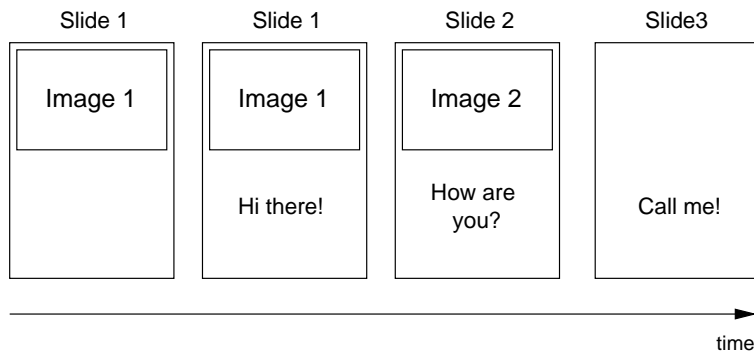 Slide 1
Slide 1
Slide 2
Slide3
Image 1
Image 1
Image 2
Hi there!
How are
you?
Call me!
time